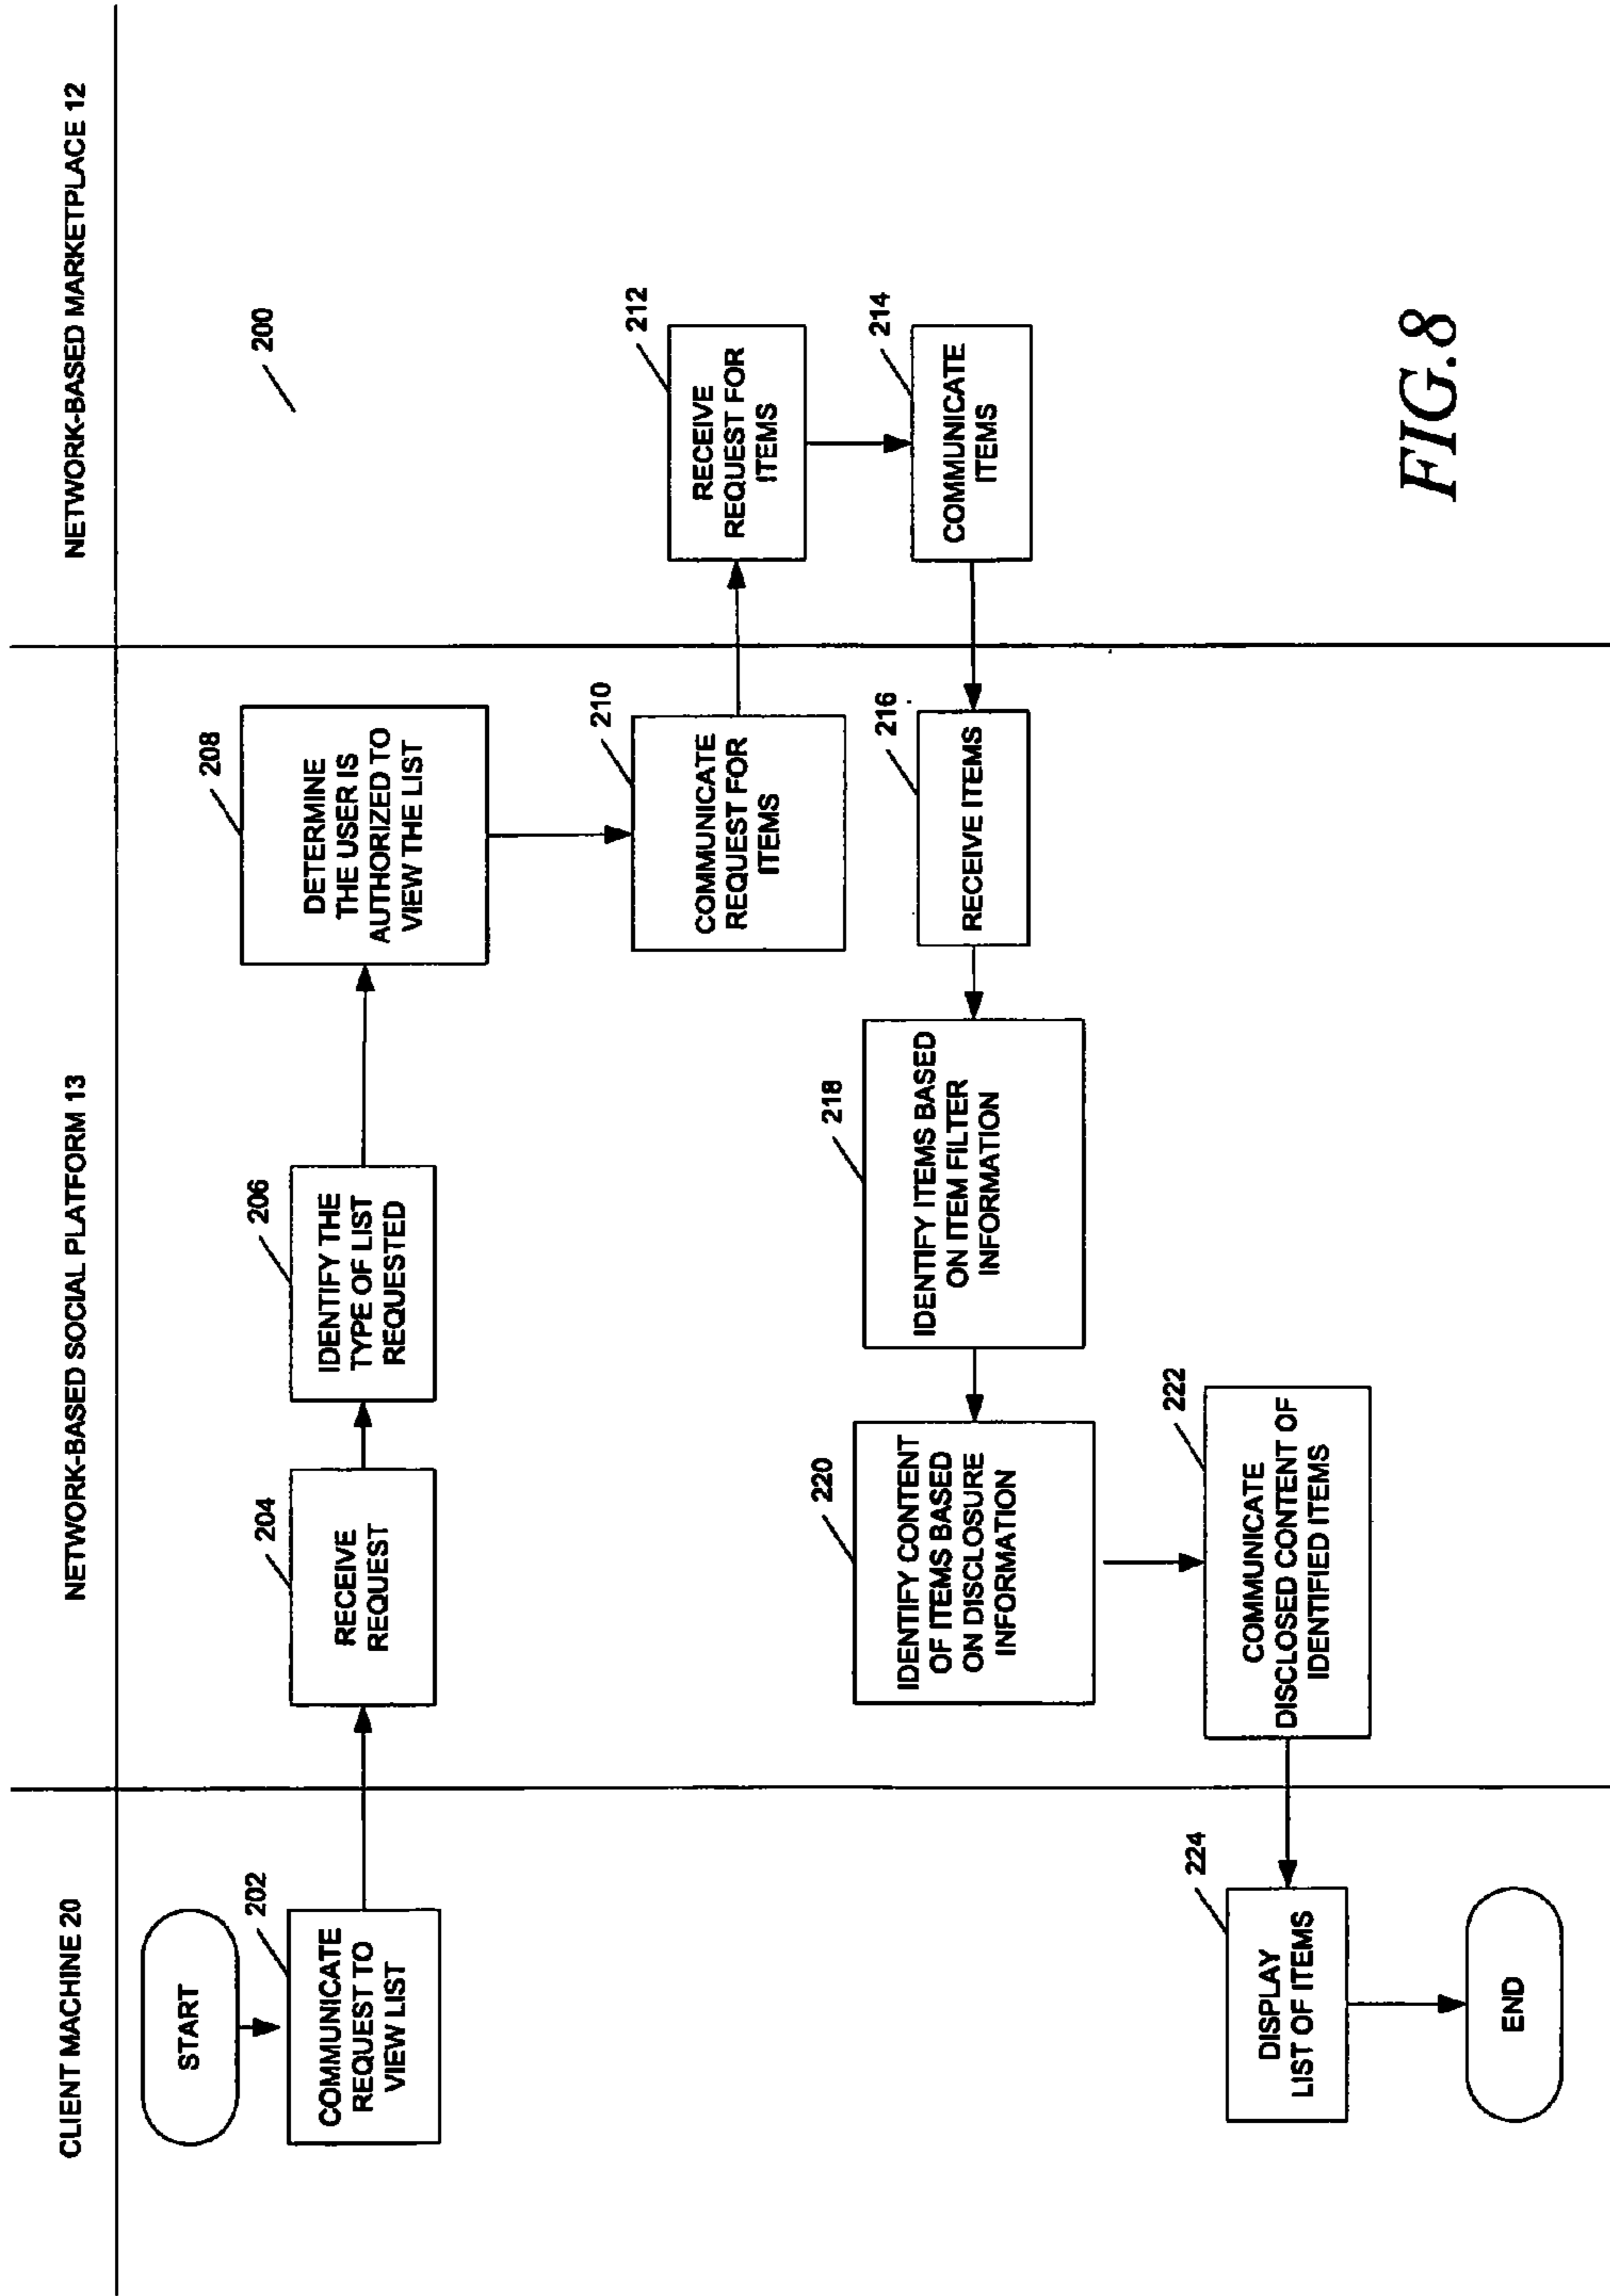 CLIENT MACHINE 20
NETWORK-BASED SOCIAL PLATFORM 13
NETWORK-BASED MARKETPLACE 12
200
START
202
COMMUNICATE
REQUEST TO
VIEW LIST
204
RECEIVE
REQUEST
206
IDENTIFY THE
TYPE OF LIST
REQUESTED
208
DETERMINE
THE USER IS
AUTHORIZED TO
VIEW THE LIST
210
COMMUNICATE
REQUEST FOR
ITEMS
212
RECEIVE
REQUEST FOR
ITEMS
214
COMMUNICATE
ITEMS
216
RECEIVE ITEMS
218
IDENTIFY ITEMS BASED
ON ITEM FILTER
INFORMATION
220
IDENTIFY CONTENT
OF ITEMS BASED
ON DISCLOSURE
INFORMATION
222
COMMUNICATE
DISCLOSED CONTENT OF
IDENTIFIED ITEMS
224
DISPLAY
LIST OF ITEMS
END
FIG.8